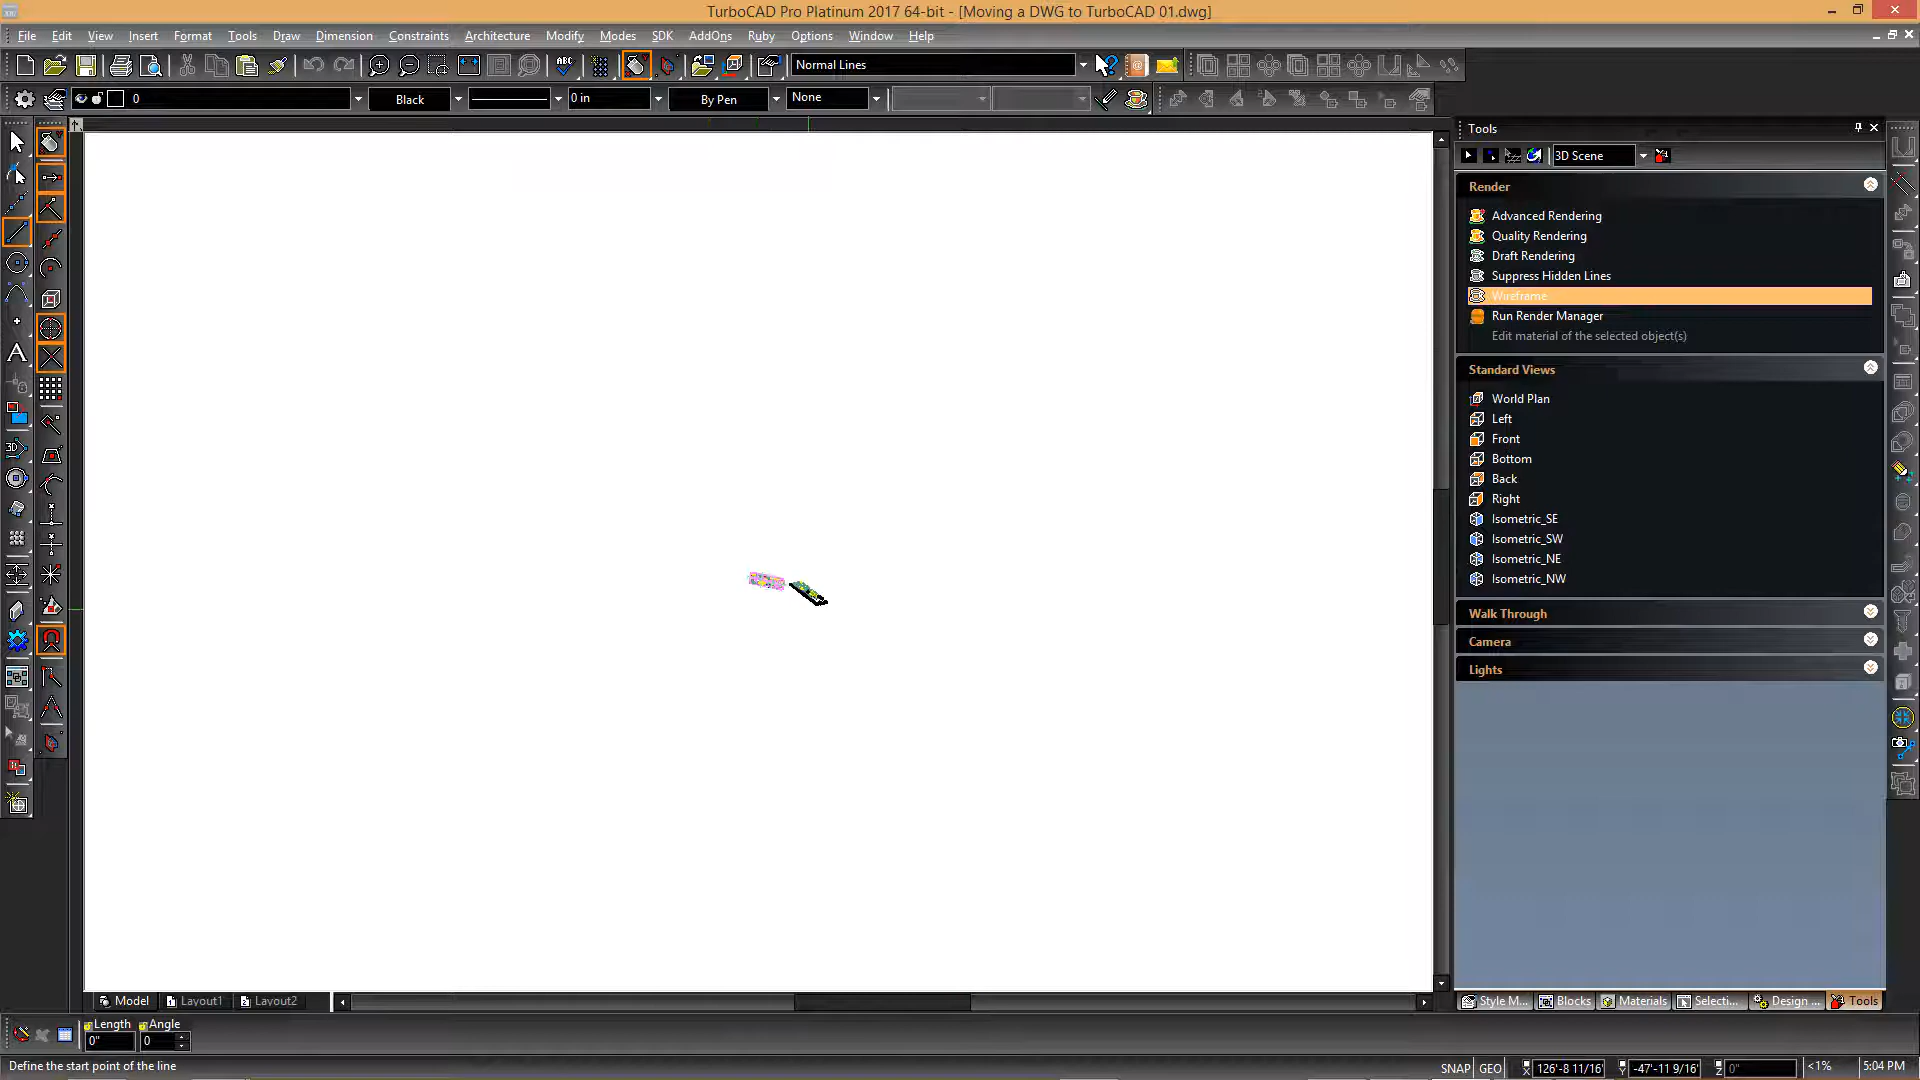 TurboCAD Pro Platinum 2017 64-bit - [Moving a DWG to TurboCAD 01.dwg]
File Edit View Insert Format Tools Draw Dimension Constraints Architecture Modify Modes SDK AddOns Ruby Options Window Help
ABC Normal Lines
0 Black 0 in By Pen None
Tools
3D Scene
Render
Advanced Rendering
Quality Rendering
Draft Rendering
Suppress Hidden Lines
Wireframe
Run Render Manager
Edit material of the selected object(s)
Standard Views
World Plan
Left
Front
Bottom
Back
Right
Isometric_SE
Isometric_SW
Isometric_NE
Isometric_NW
Walk Through
Camera
Lights
A
3D
Model Layout1 Layout2
Style M... Blocks Materials Selecti... Design ... Tools
Length Angle
0" 0
Define the start point of the line
SNAP GEO X 126'-8 11/16' Y -47'-11 9/16' Z 0" <1% 5:04 PM